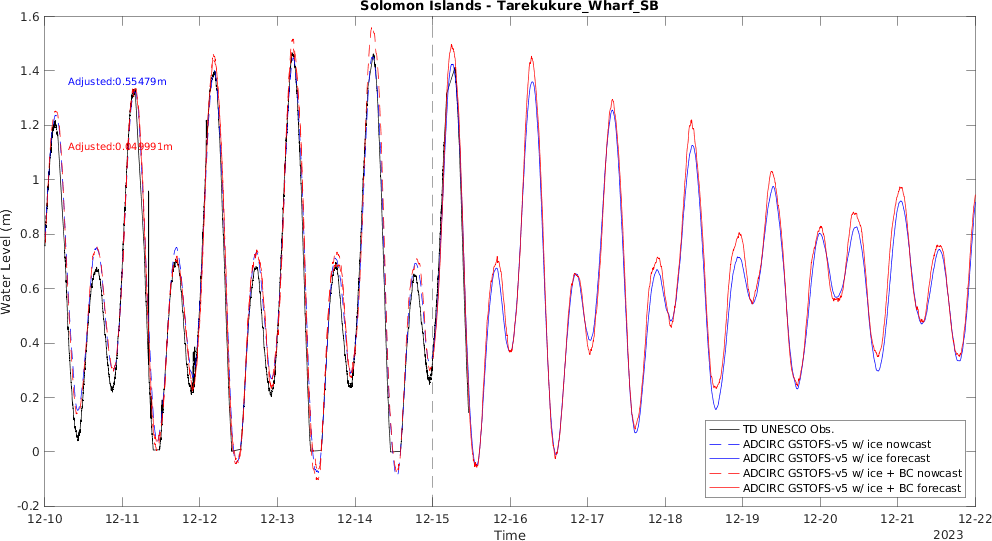 Solomon Islands - Tarekukure_Wharf_SB
1.6
1.4
1.2
1
0.8
0.6
0.4
0.2
0
-0.2
Water Level (m)
Adjusted:0.55479m
Adjusted:0.049991m
TD UNESCO Obs.
ADCIRC GSTOFS-v5 w/ ice nowcast
ADCIRC GSTOFS-v5 w/ ice forecast
ADCIRC GSTOFS-v5 w/ ice + BC nowcast
ADCIRC GSTOFS-v5 w/ ice + BC forecast
12-10 12-11 12-12 12-13 12-14 12-15 12-16 12-17 12-18 12-19 12-20 12-21 12-22
Time
2023